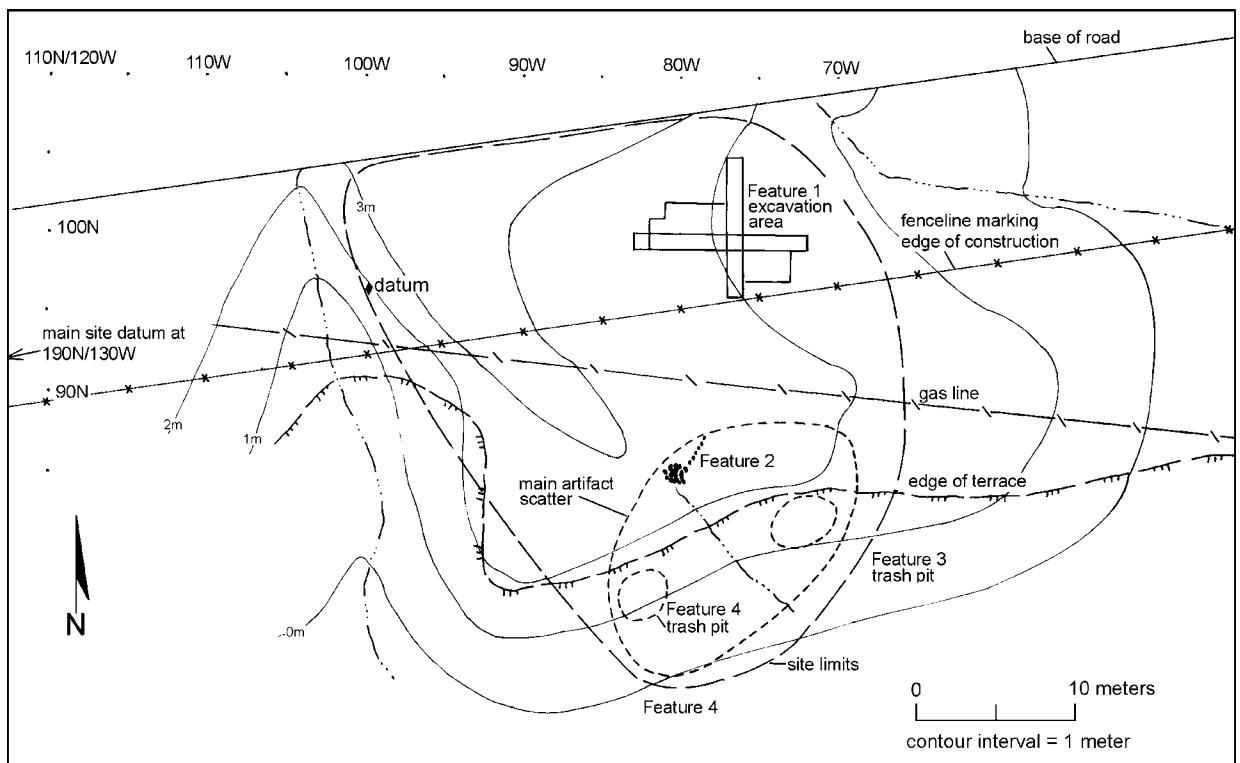 base of road
110N/120W
110W
100W
90W
80W
70W
3m
100N
Feature 1
excavation
area
fenceline marking
edge of construction
datum
main site datum at
190N/130W
90N
2m
1m
gas line
Feature 2
main artifact
scatter
edge of terrace
Feature 3
trash pit
Feature 4
trash pit
0m
N
site limits
Feature 4
0
10 meters
contour interval = 1 meter